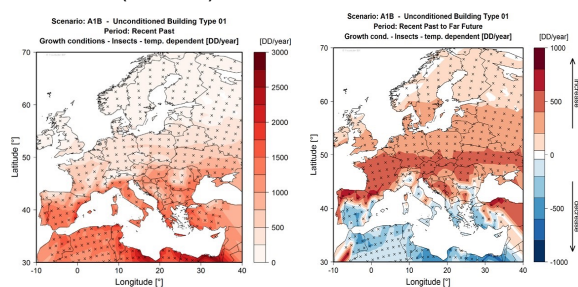 Scenario: A1B - Unconditioned Building Type 01
Period: Recent Past
Growth conditions - Insects - temp. dependent [DD/year]
[DD/year]
70
60
50
40
30
Latitude [°]
-10
0
10
20
30
40
Longitude [°]
3000
2500
2000
1500
1000
500
0
Scenario: A1B - Unconditioned Building Type 01
Period: Recent Past to Far Future
Growth cond. - Insects - temp. dependent [DD/year]
[DD/year]
70
60
50
40
30
Latitude [°]
-10
0
10
20
30
40
Longitude [°]
1000
500
0
-500
-1000
increase
decrease